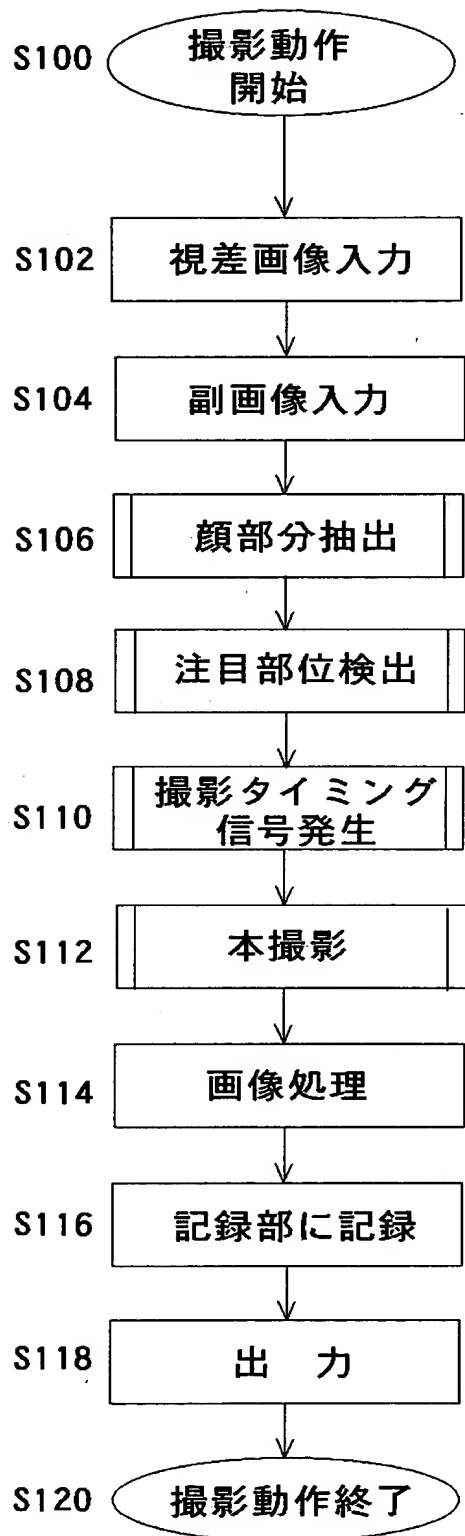 S100 撮影動作
開始
S102 視差画像入力
S104 副画像入力
S106 顔部分抽出
S108 注目部位検出
S110 撮影タイミング
信号発生
S112 本撮影
S114 画像処理
S116 記録部に記録
S118 出 力
S120 撮影動作終了